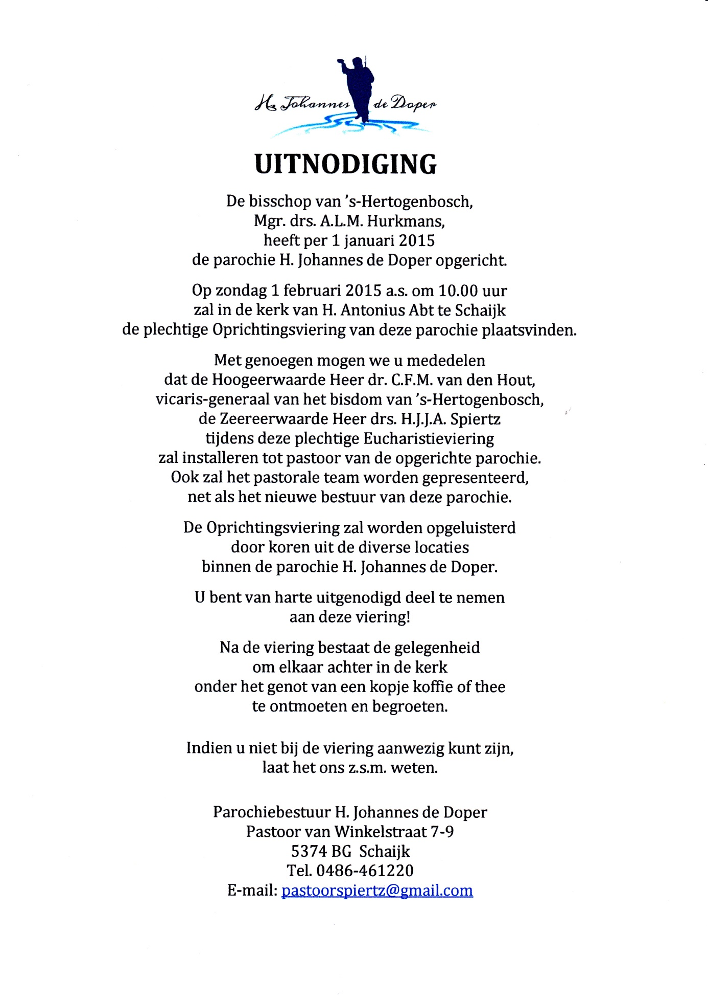 H. Johannes de Doper
UITNODIGING
De bisschop van 's-Hertogenbosch,
Mgr. drs. A.L.M. Hurkmans,
heeft per 1 januari 2015
de parochie H. Johannes de Doper opgericht.
Op zondag 1 februari 2015 a.s. om 10.00 uur
zal in de kerk van H. Antonius Abt te Schaijk
de plechtige Oprichtingsviering van deze parochie plaatsvinden.
Met genoegen mogen we u mededelen
dat de Hoogeerwaarde Heer dr. C.F.M. van den Hout,
vicaris-generaal van het bisdom van 's-Hertogenbosch,
de Zeereerwaarde Heer drs. H.J.J.A. Spiertz
tijdens deze plechtige Eucharistieviering
zal installeren tot pastoor van de opgerichte parochie.
Ook zal het pastorale team worden gepresenteerd,
net als het nieuwe bestuur van deze parochie.
De Oprichtingsviering zal worden opgeluisterd
door koren uit de diverse locaties
binnen de parochie H. Johannes de Doper.
U bent van harte uitgenodigd deel te nemen
aan deze viering!
Na de viering bestaat de gelegenheid
om elkaar achter in de kerk
onder het genot van een kopje koffie of thee
te ontmoeten en begroeten.
Indien u niet bij de viering aanwezig kunt zijn,
laat het ons z.s.m. weten.
Parochiebestuur H. Johannes de Doper
Pastoor van Winkelstraat 7-9
5374 BG  Schaijk
Tel. 0486-461220
E-mail: pastoorspiertz@gmail.com